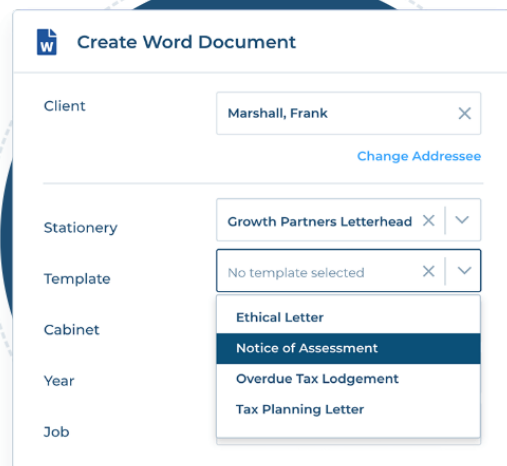 W
Create Word Document
Client
Marshall, Frank
Change Addressee
Stationery
Growth Partners Letterhead
Template
No template selected
Ethical Letter
Notice of Assessment
Overdue Tax Lodgement
Tax Planning Letter
Cabinet
Year
Job